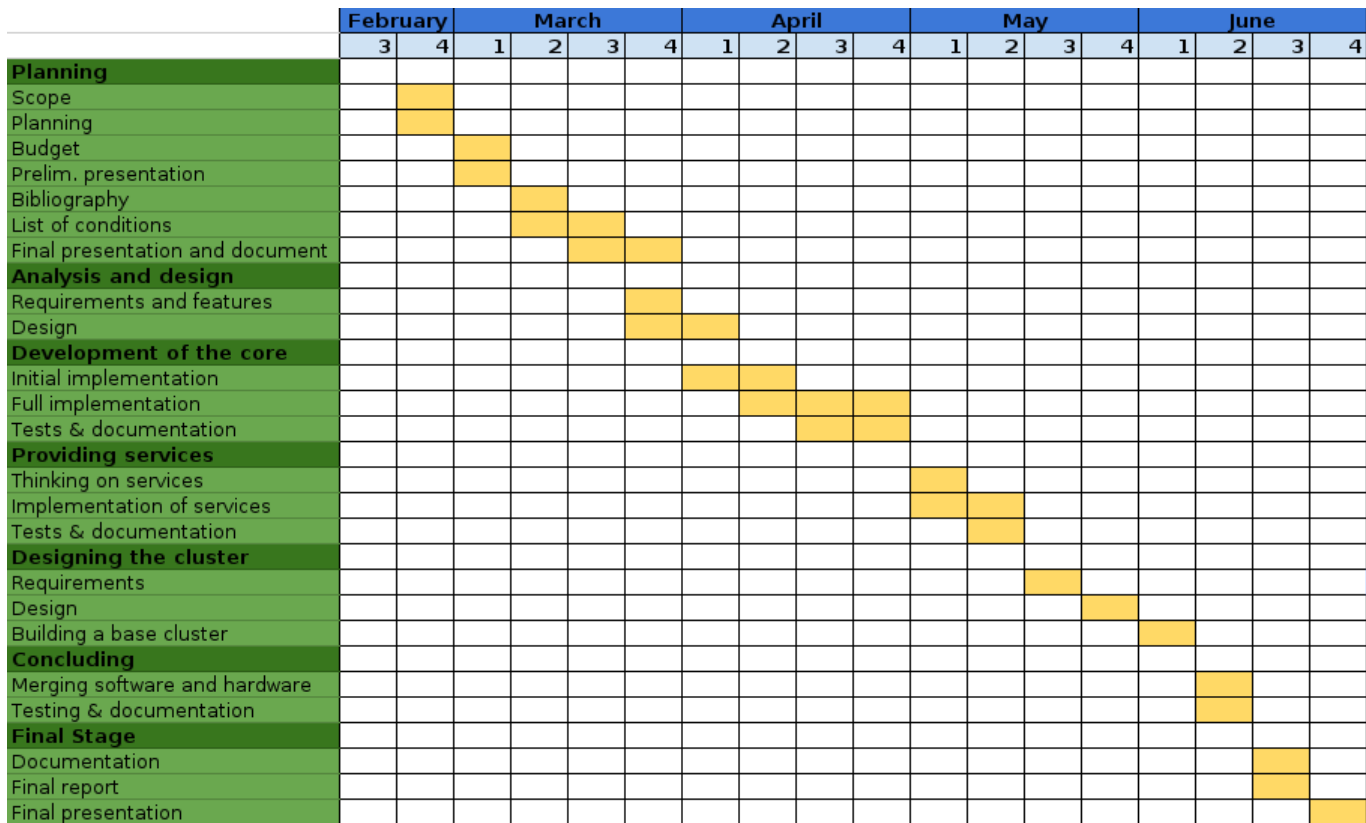 February March April May June
3 4 1 2 3 4 1 2 3 4 1 2 3 4 1 2 3 4
Planning
Scope
Planning
Budget
Prelim. presentation
Bibliography
List of conditions
Final presentation and document
Analysis and design
Requirements and features
Design
Development of the core
Initial implementation
Full implementation
Tests & documentation
Providing services
Thinking on services
Implementation of services
Tests & documentation
Designing the cluster
Requirements
Design
Building a base cluster
Concluding
Merging software and hardware
Testing & documentation
Final Stage
Documentation
Final report
Final presentation